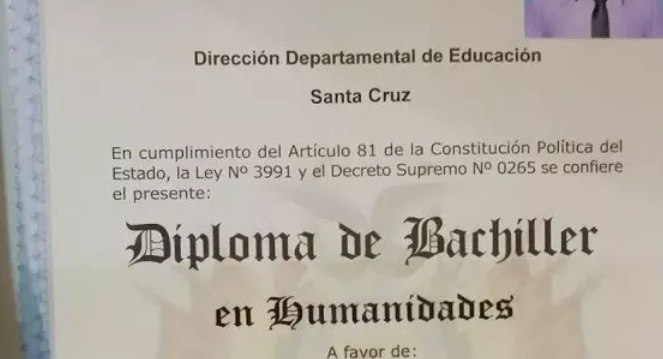 Dirección Departamental de Educación
Santa Cruz
En cumplimiento del Artículo 81 de la Constitución Política del
Estado, la Ley Nº 3991 y el Decreto Supremo Nº 0265 se confiere
el presente:
Diploma de Bachiller
en Humanidades
A favor de: